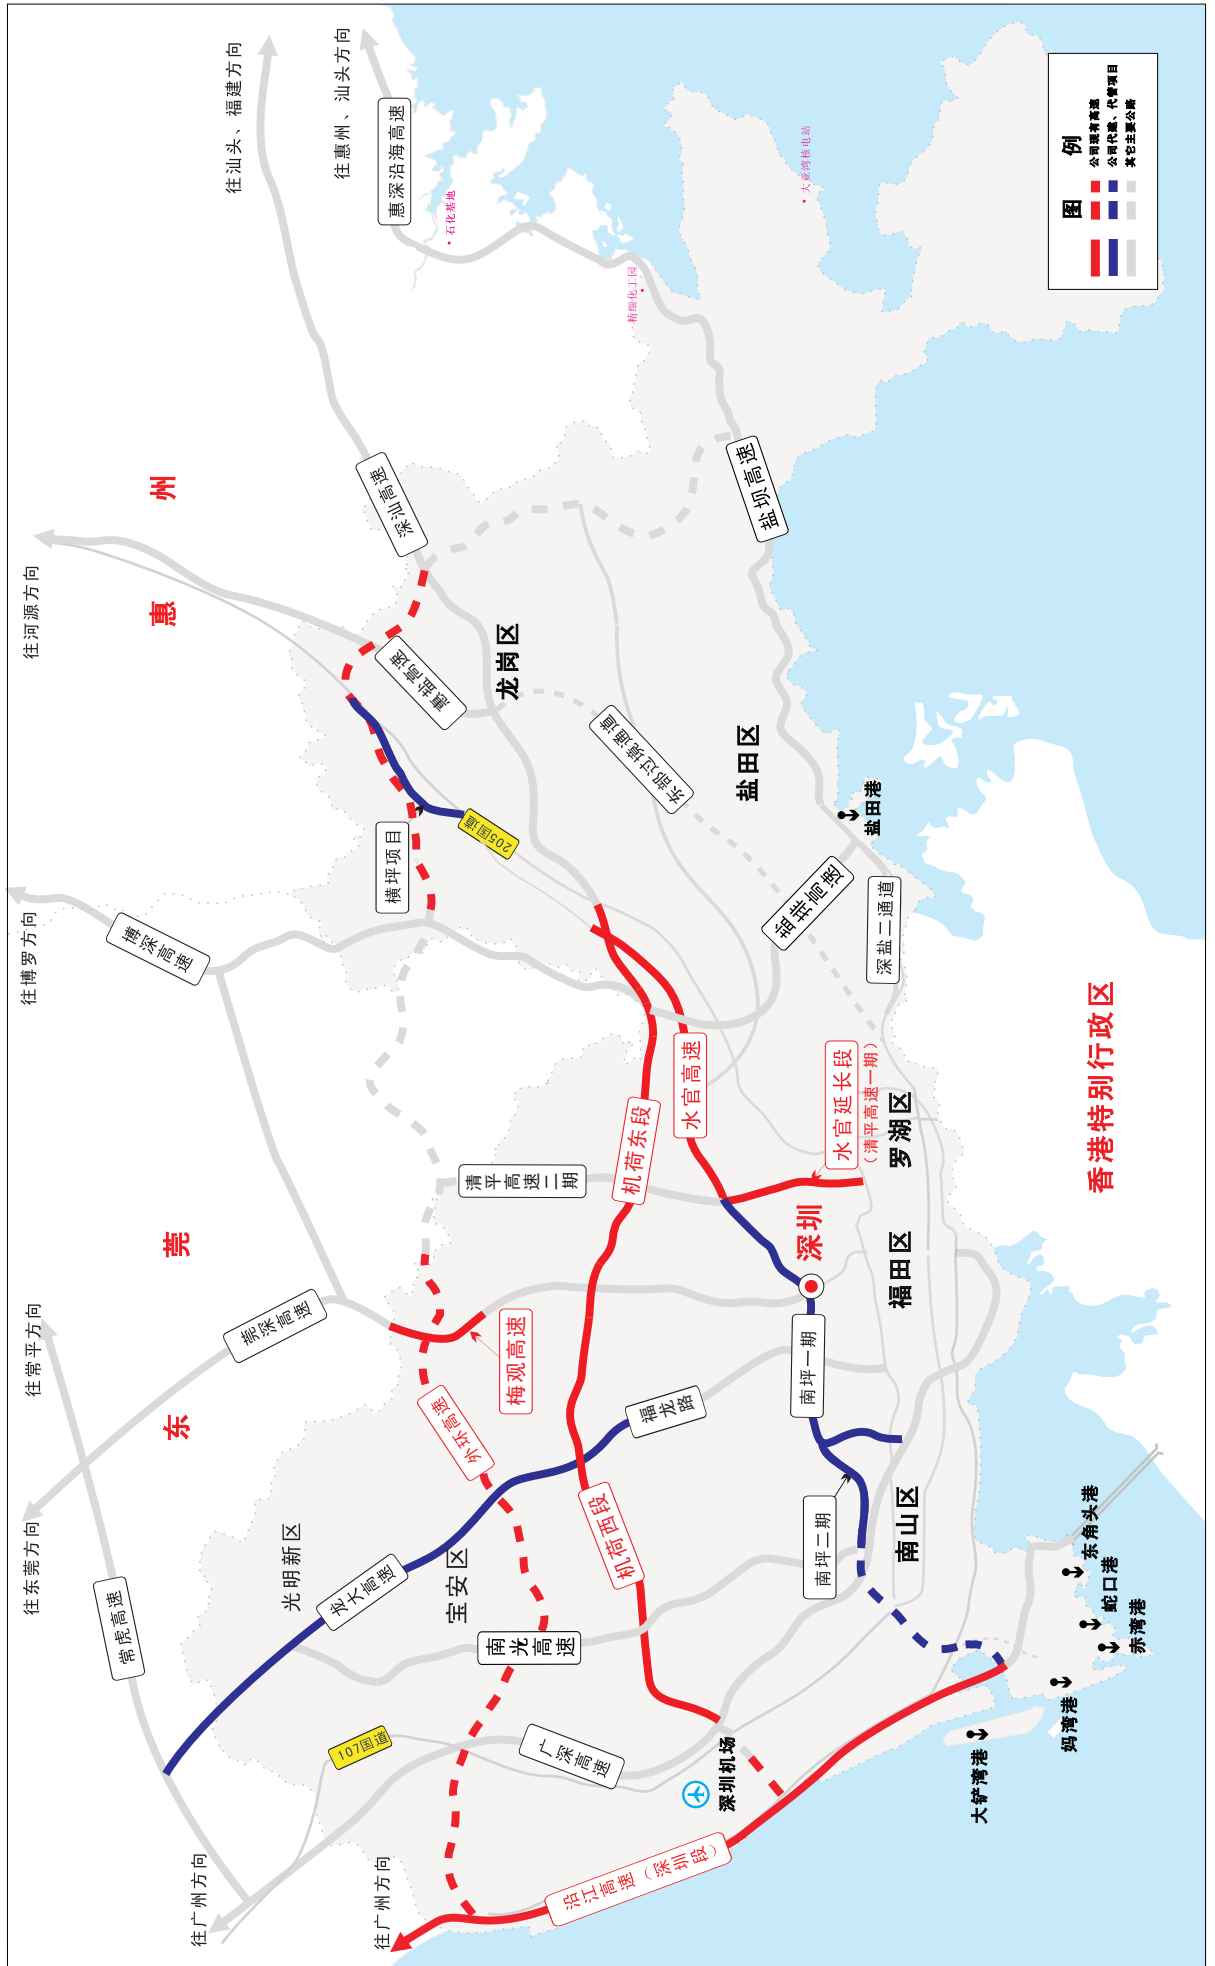 往汕头、福建方向
往惠州、汕头方向
惠深沿海高速
石化基地
大亚湾核电站
精细化工园
图 例
公司现有高速
公司代建、代管项目
其它主要公路
惠 州
往河源方向
深汕高速
盐坝高速
龙岗区
惠盐高速
东部过境通道
盐田区
盐田港
205国道
横坪项目
盐排高速
深盐二通道
往博罗方向
博深高速
水官高速
机荷东段
水官延长段
(清平高速一期)
罗湖区
香港特别行政区
清平高速二期
深圳
福田区
东 莞
往常平方向
莞深高速
梅观高速
南坪一期
福龙路
外环高速
往东莞方向
光明新区
龙大高速
宝安区
机荷西段
南坪二期
南山区
东角头港
蛇口港
赤湾港
妈湾港
大铲湾港
常虎高速
南光高速
107国道
广深高速
深圳机场
沿江高速(深圳段)
往广州方向
往广州方向